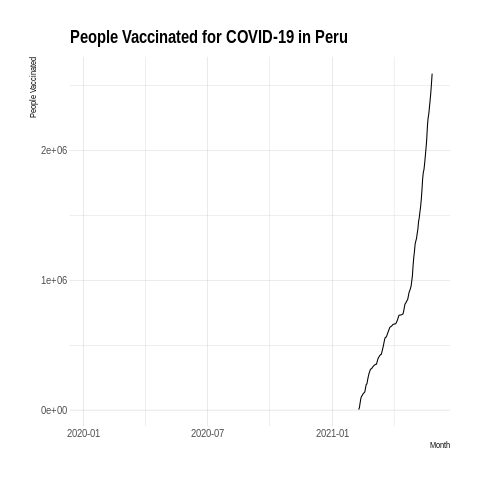 People Vaccinated for COVID-19 in Peru
People Vaccinated
2e+06
1e+06
0e+00
2020-01 2020-07 2021-01
Month